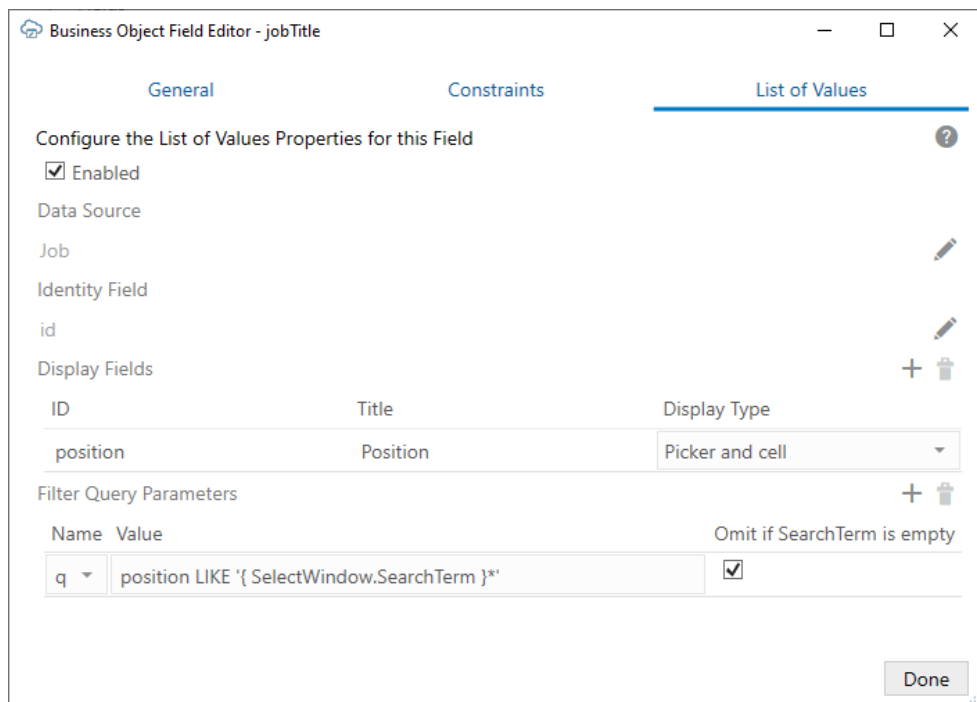 Business Object Field Editor - jobTitle
General Constraints List of Values
Configure the List of Values Properties for this Field
Enabled
Data Source
Job
Identity Field
id
Display Fields
ID Title Display Type
position Position Picker and cell
Filter Query Parameters
Name Value Omit if SearchTerm is empty
q position LIKE '{ SelectWindow.SearchTerm }*'
Done